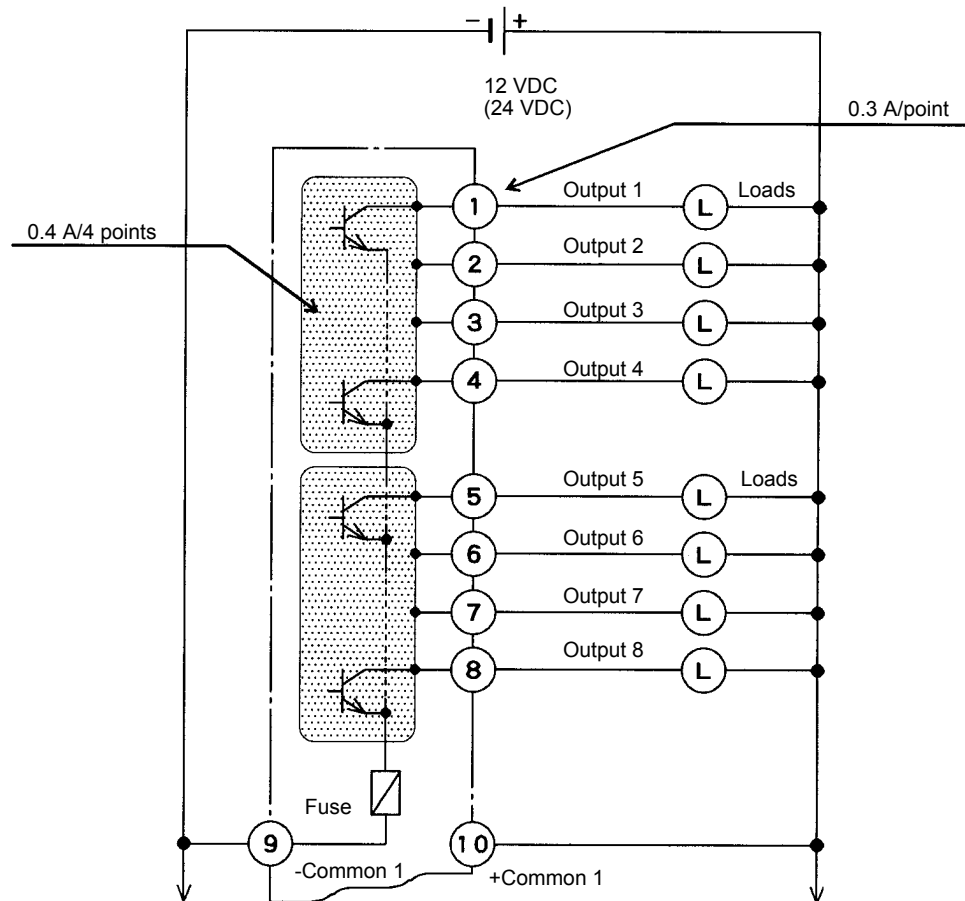 − +
12 VDC
(24 VDC)
0.3 A/point
0.4 A/4 points
1 Output 1 L Loads
2 Output 2 L
3 Output 3 L
4 Output 4 L
5 Output 5 L Loads
6 Output 6 L
7 Output 7 L
8 Output 8 L
Fuse
9 -Common 1
10 +Common 1